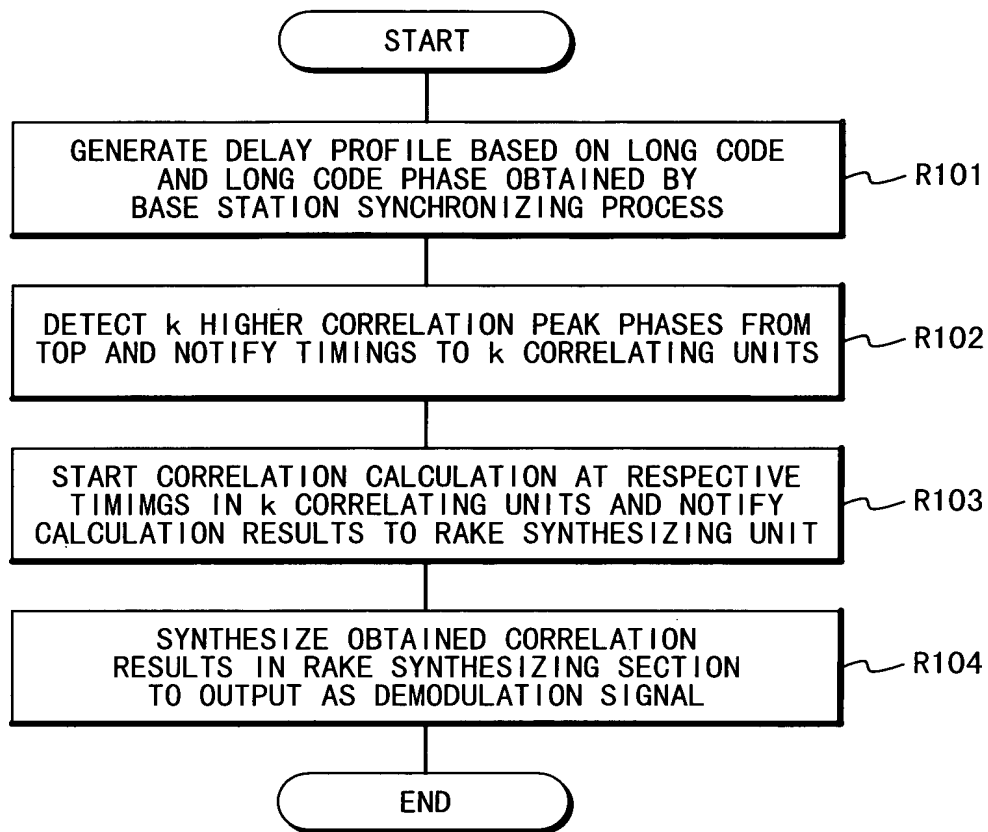 START
GENERATE DELAY PROFILE BASED ON LONG CODE
AND LONG CODE PHASE OBTAINED BY
BASE STATION SYNCHRONIZING PROCESS
R101
DETECT k HIGHER CORRELATION PEAK PHASES FROM
TOP AND NOTIFY TIMINGS TO k CORRELATING UNITS
R102
START CORRELATION CALCULATION AT RESPECTIVE
TIMIMGS IN k CORRELATING UNITS AND NOTIFY
CALCULATION RESULTS TO RAKE SYNTHESIZING UNIT
R103
SYNTHESIZE OBTAINED CORRELATION
RESULTS IN RAKE SYNTHESIZING SECTION
TO OUTPUT AS DEMODULATION SIGNAL
R104
END